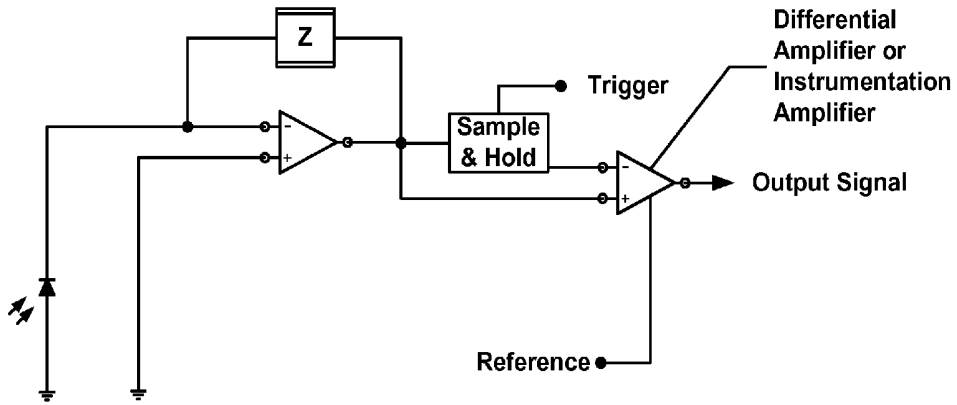 Differential
Amplifier or
Instrumentation
Amplifier
Z
Trigger
Sample
& Hold
-
+
-
+
Output Signal
Reference